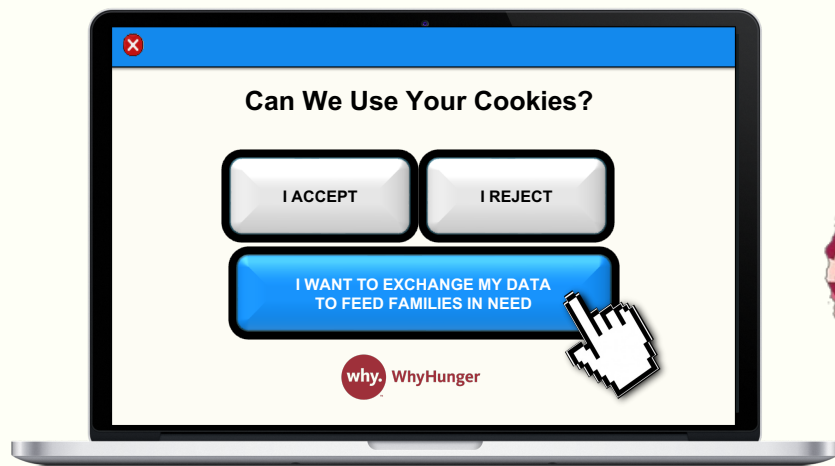 Can We Use Your Cookies?
I ACCEPT
I REJECT
I WANT TO EXCHANGE MY DATA
TO FEED FAMILIES IN NEED
why. WhyHunger